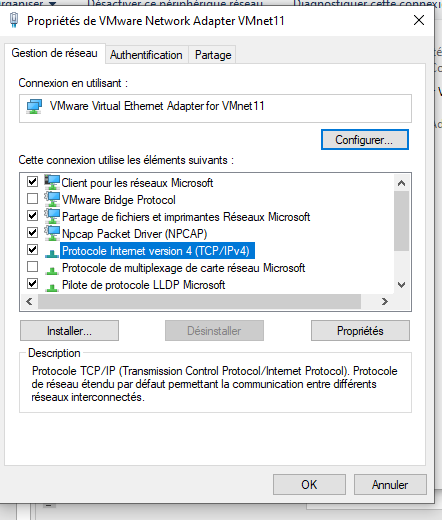 organiser
Désactiver ce périphérique réseau
Diagnostiquer cette connexion
Propriétés de VMware Network Adapter VMnet11
Gestion de réseau
Authentification
Partage
Connexion en utilisant :
VMware Virtual Ethernet Adapter for VMnet11
Configurer...
Cette connexion utilise les éléments suivants :
Client pour les réseaux Microsoft
VMware Bridge Protocol
Partage de fichiers et imprimantes Réseaux Microsoft
Npcap Packet Driver (NPCAP)
Protocole Internet version 4 (TCP/IPv4)
Protocole de multiplexage de carte réseau Microsoft
Pilote de protocole LLDP Microsoft
Installer...
Désinstaller
Propriétés
Description
Protocole TCP/IP (Transmission Control Protocol/Internet Protocol). Protocole
de réseau étendu par défaut permettant la communication entre différents
réseaux interconnectés.
OK
Annuler